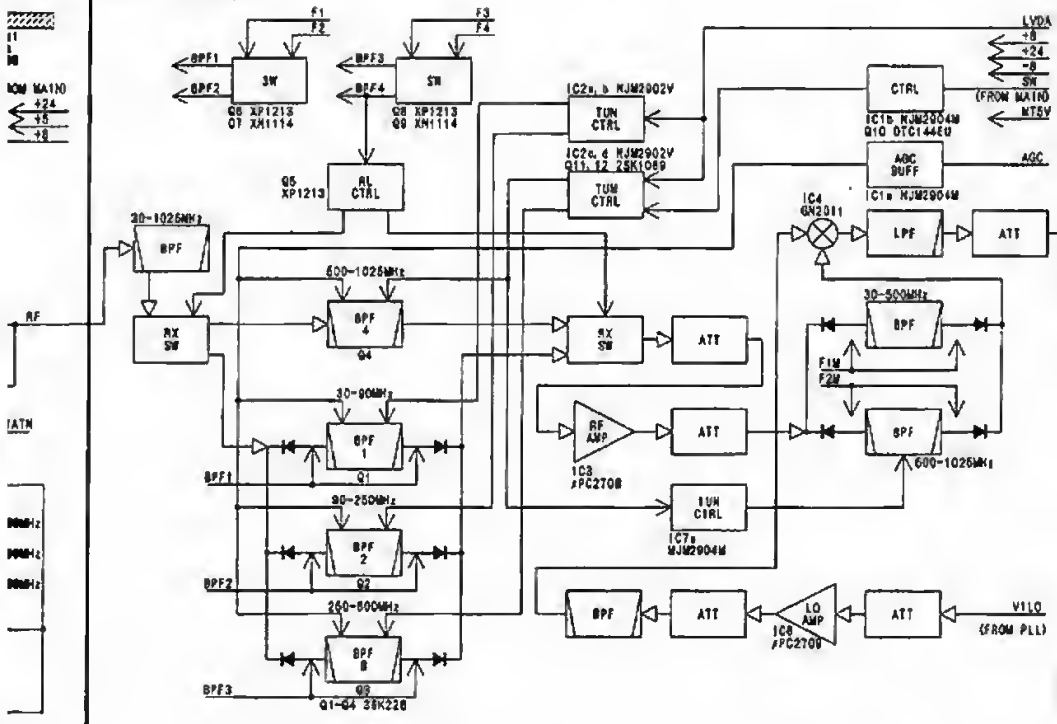 F1
F2
F3
F4
BPF1
BPF2
SW
BPF3
BPF4
SW
Q6 XP1213
Q7 XN1114
Q8 XP1213
Q9 XN1114
+24
+5
+8
IC2a, b NJM2902V
TUN
CTRL
IC2c, d NJM2902V
Q11, 12 2SK1069
TUN
CTRL
LVDA
+8
+24
-8
SW
(FROM MAIN)
MT5V
CTRL
IC1b NJM2904M
Q10 DTC144EU
AGC
BUFF
AGC
IC1a NJM2904M
Q5
XP1213
RL
CTRL
30-1025MHz
BPF
IC4
GN2011
LPF
ATT
RF
RX
SW
500-1025MHz
BPF
4
Q4
RX
SW
ATT
30-500MHz
BPF
F1M
F2M
BPF
500-1025MHz
30-90MHz
BPF
1
Q1
BPF1
RF
AMP
IC3
μPC2708
ATT
90-250MHz
BPF
2
Q2
BPF2
TUN
CTRL
IC7a
NJM2904M
250-500MHz
BPF
Q3
BPF3
Q1-Q4 3SK228
BPF
ATT
LO
AMP
IC6
μPC2709
ATT
V1LO
(FROM PLL)